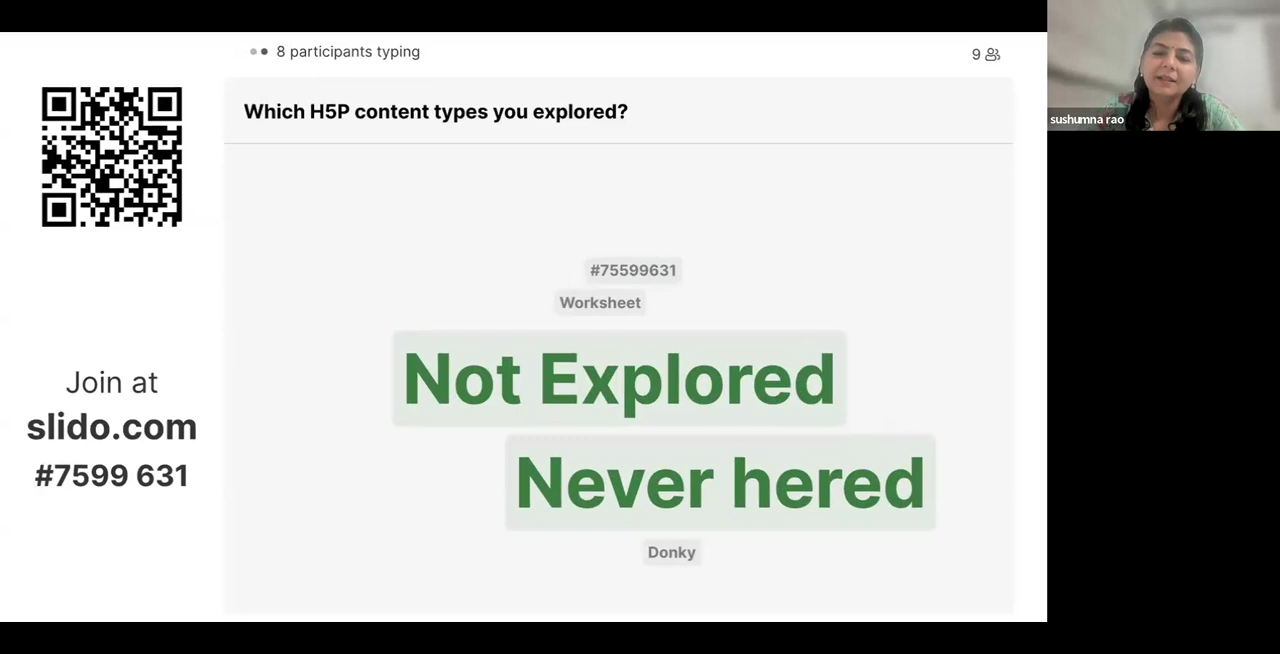 8 participants typing
9
Which H5P content types you explored?
#75599631
Worksheet
Not Explored
Never hered
Donky
Join at
slido.com
#7599 631
sushumna rao